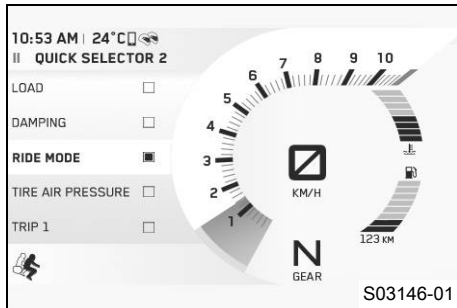 10:53 AM 24°C
II QUICK SELECTOR 2
LOAD
DAMPING
RIDE MODE
TIRE AIR PRESSURE
TRIP 1
1
2
3
4
5
6
7
8
9
10
0
KM/H
N
GEAR
123 KM
S03146-01